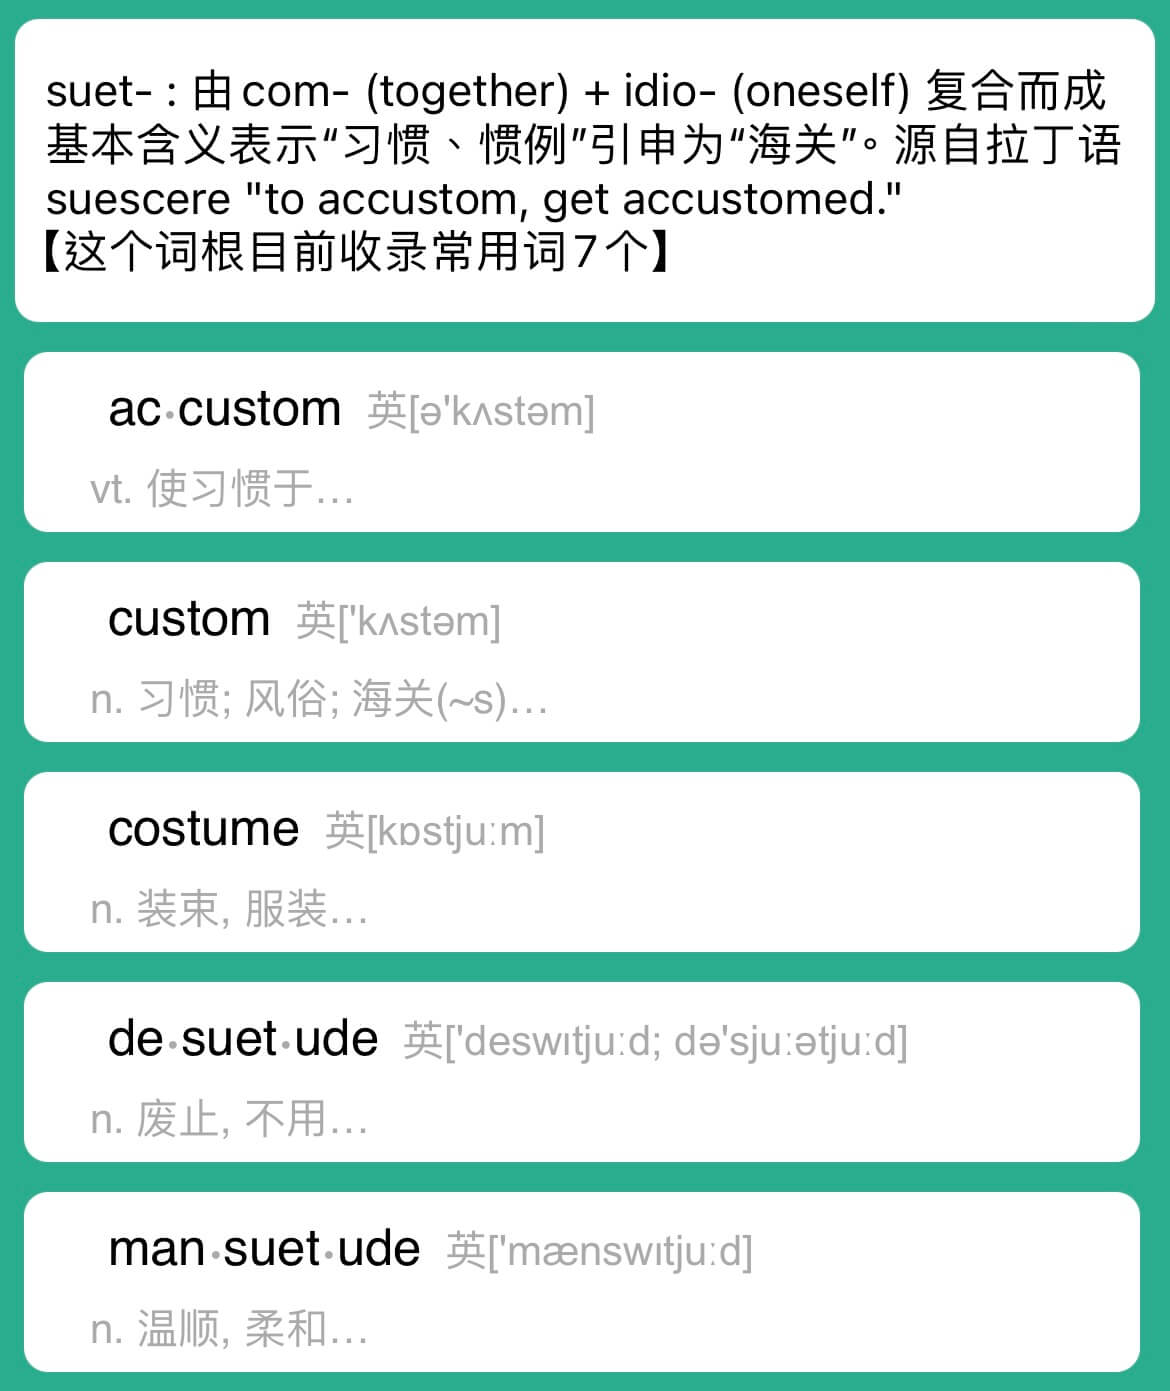 suet- : 由com- (together) + idio- (oneself) 复合而成
基本含义表示“习惯、惯例”引申为“海关”。源自拉丁语
suescere "to accustom, get accustomed."
【这个词根目前收录常用词7个】
ac·custom 英[ə'kʌstəm]
vt. 使习惯于...
custom 英['kʌstəm]
n. 习惯; 风俗; 海关(~s)...
costume 英[kɒstjuːm]
n. 装束, 服装...
de·suet·ude 英['deswɪtjuːd; də'sjuːətjuːd]
n. 废止, 不用...
man·suet·ude 英['mænswɪtjuːd]
n. 温顺, 柔和...